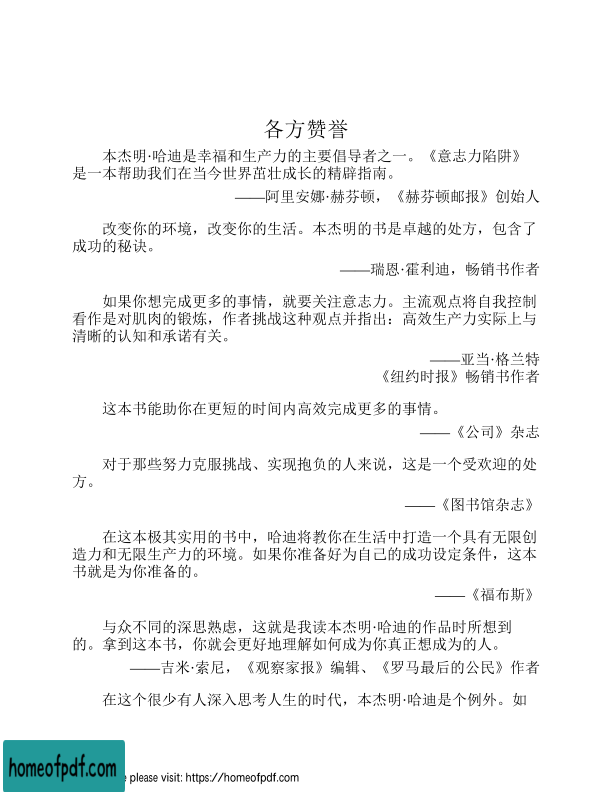 各方赞誉
本杰明·哈迪是幸福和生产力的主要倡导者之一。《意志力陷阱》
是一本帮助我们在当今世界茁壮成长的精辟指南。
——阿里安娜·赫芬顿，《赫芬顿邮报》创始人
改变你的环境，改变你的生活。本杰明的书是卓越的处方，包含了
成功的秘诀。
——瑞恩·霍利迪，畅销书作者
如果你想完成更多的事情，就要关注意志力。主流观点将自我控制
看作是对肌肉的锻炼，作者挑战这种观点并指出：高效生产力实际上与
清晰的认知和承诺有关。
——亚当·格兰特
《纽约时报》畅销书作者
这本书能助你在更短的时间内高效完成更多的事情。
——《公司》杂志
对于那些努力克服挑战、实现抱负的人来说，这是一个受欢迎的处
方。
——《图书馆杂志》
在这本极其实用的书中，哈迪将教你在生活中打造一个具有无限创
造力和无限生产力的环境。如果你准备好为自己的成功设定条件，这本
书就是为你准备的。
——《福布斯》
与众不同的深思熟虑，这就是我读本杰明·哈迪的作品时所想到
的。拿到这本书，你就会更好地理解如何成为你真正想成为的人。
——吉米·索尼，《观察家报》编辑、《罗马最后的公民》作者
在这个很少有人深入思考人生的时代，本杰明·哈迪是个例外。如
homeofpdf.com
e please visit: https://homeofpdf.com